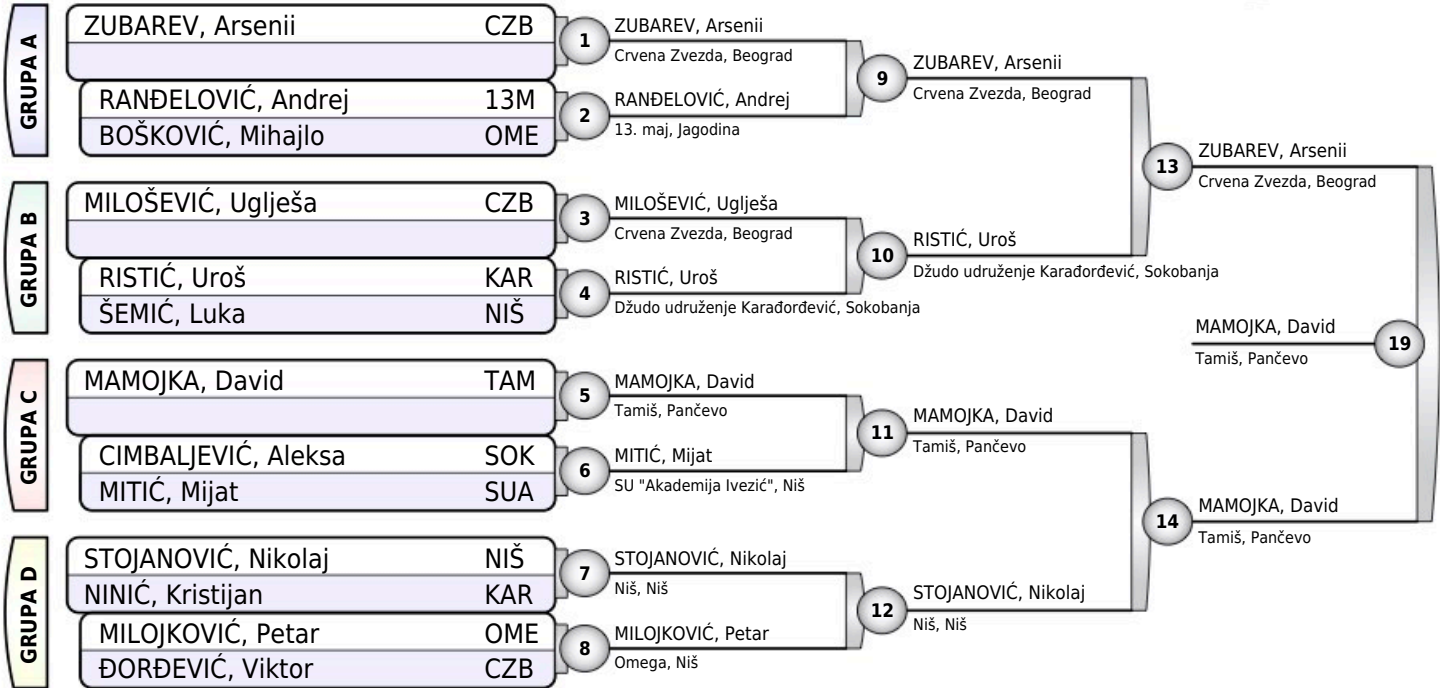 GRUPA A
ZUBAREV, Arsenii CZB
RANĐELOVIĆ, Andrej 13M
BOŠKOVIĆ, Mihajlo OME
GRUPA B
MILOŠEVIĆ, Uglješa CZB
RISTIĆ, Uroš KAR
ŠEMIĆ, Luka NIŠ
GRUPA C
MAMOJKA, David TAM
CIMBALJEVIĆ, Aleksa SOK
MITIĆ, Mijat SUA
GRUPA D
STOJANOVIĆ, Nikolaj NIŠ
NINIĆ, Kristijan KAR
MILOJKOVIĆ, Petar OME
ĐORĐEVIĆ, Viktor CZB
1
ZUBAREV, Arsenii
Crvena Zvezda, Beograd
2
RANĐELOVIĆ, Andrej
13. maj, Jagodina
3
MILOŠEVIĆ, Uglješa
Crvena Zvezda, Beograd
4
RISTIĆ, Uroš
Džudo udruženje Karađorđević, Sokobanja
5
MAMOJKA, David
Tamiš, Pančevo
6
MITIĆ, Mijat
SU "Akademija Ivezić", Niš
7
STOJANOVIĆ, Nikolaj
Niš, Niš
8
MILOJKOVIĆ, Petar
Omega, Niš
9
ZUBAREV, Arsenii
Crvena Zvezda, Beograd
10
RISTIĆ, Uroš
Džudo udruženje Karađorđević, Sokobanja
11
MAMOJKA, David
Tamiš, Pančevo
12
STOJANOVIĆ, Nikolaj
Niš, Niš
13
ZUBAREV, Arsenii
Crvena Zvezda, Beograd
14
MAMOJKA, David
Tamiš, Pančevo
MAMOJKA, David
Tamiš, Pančevo
19